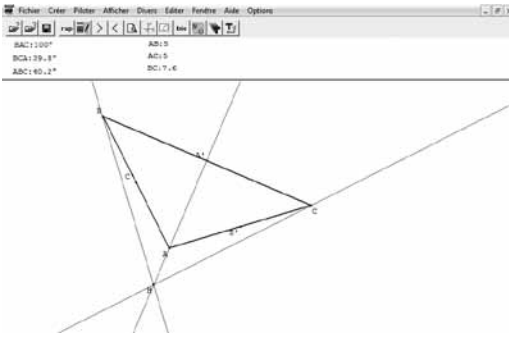 Fichier Créer Piloter Afficher Divers Editer Fenêtre Aide Options
BAC:100°
BCA:39.8°
ABC:40.2°
AB:5
AC:5
BC:7.6
B
A'
C'
C
B''
A
H